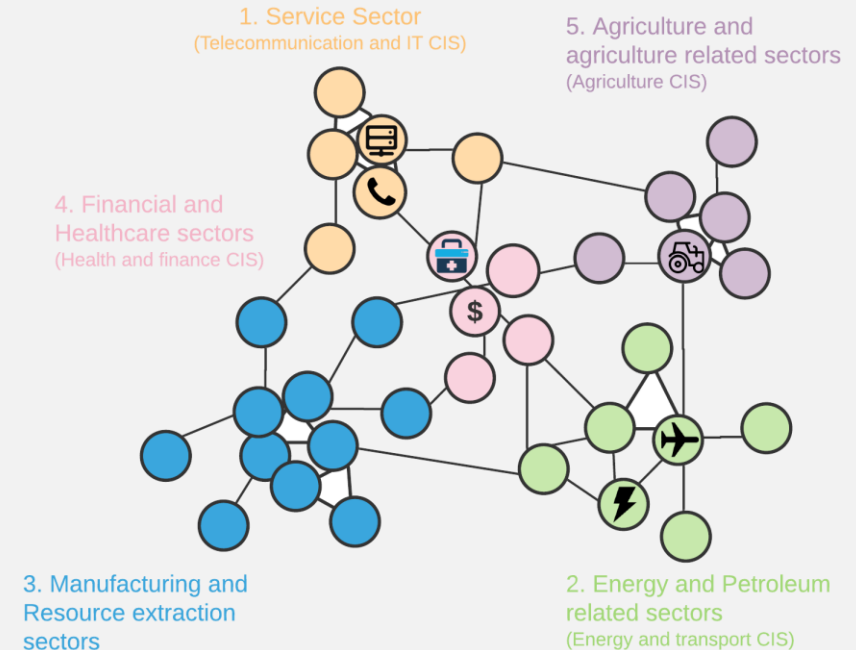 1. Service Sector
(Telecommunication and IT CIS)
5. Agriculture and
agriculture related sectors
(Agriculture CIS)
4. Financial and
Healthcare sectors
(Health and finance CIS)
$
3. Manufacturing and
Resource extraction
sectors
2. Energy and Petroleum
related sectors
(Energy and transport CIS)